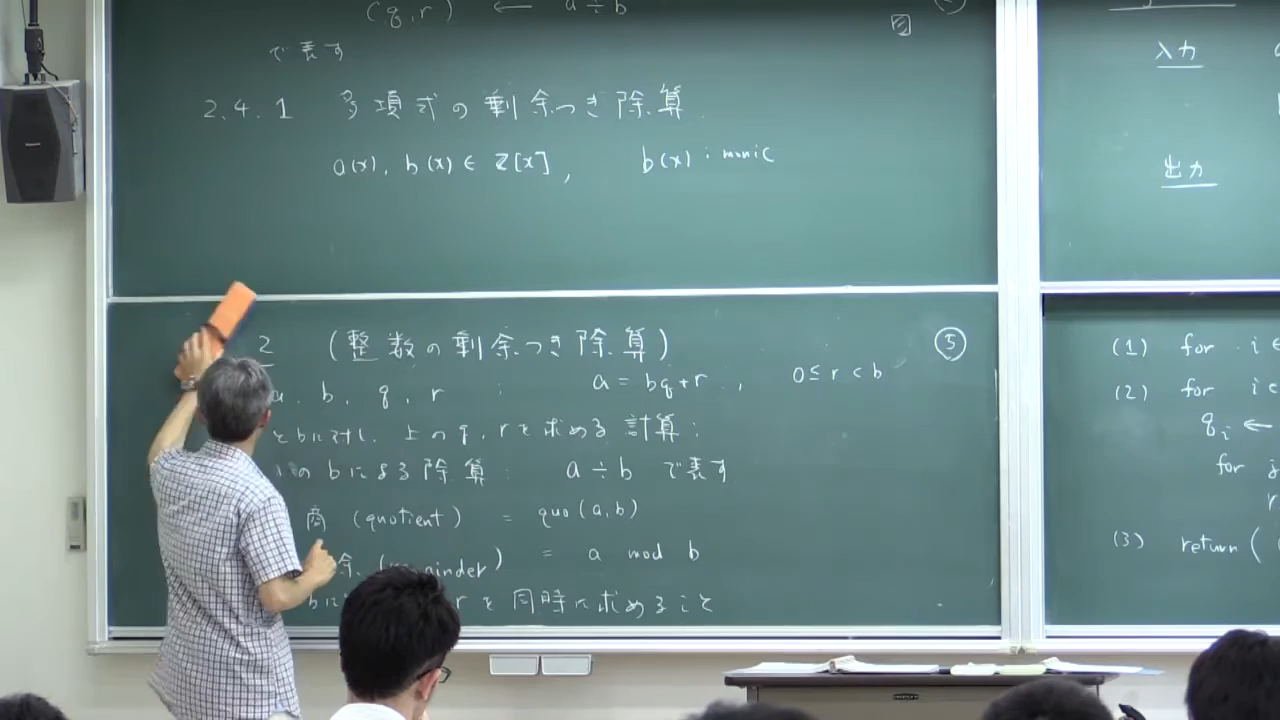 (q, r) ← a ÷ b
で表す
2.4.1 多項式の剰余つき除算
a(x), b(x) ∈ Z[x], b(x) : monic
2 (整数の剰余つき除算) ⑤
a, b, q, r : a = bq + r, 0 ≤ r < b
とbに対し、上のq, rを求める計算:
のbによる除算: a ÷ b で表す
商 (quotient) = quo(a, b)
余 (remainder) = a mod b
rを同時に求めること
入力
出力
(1) for i ∈
(2) for i ∈
q_i ←
for j
r
(3) return (